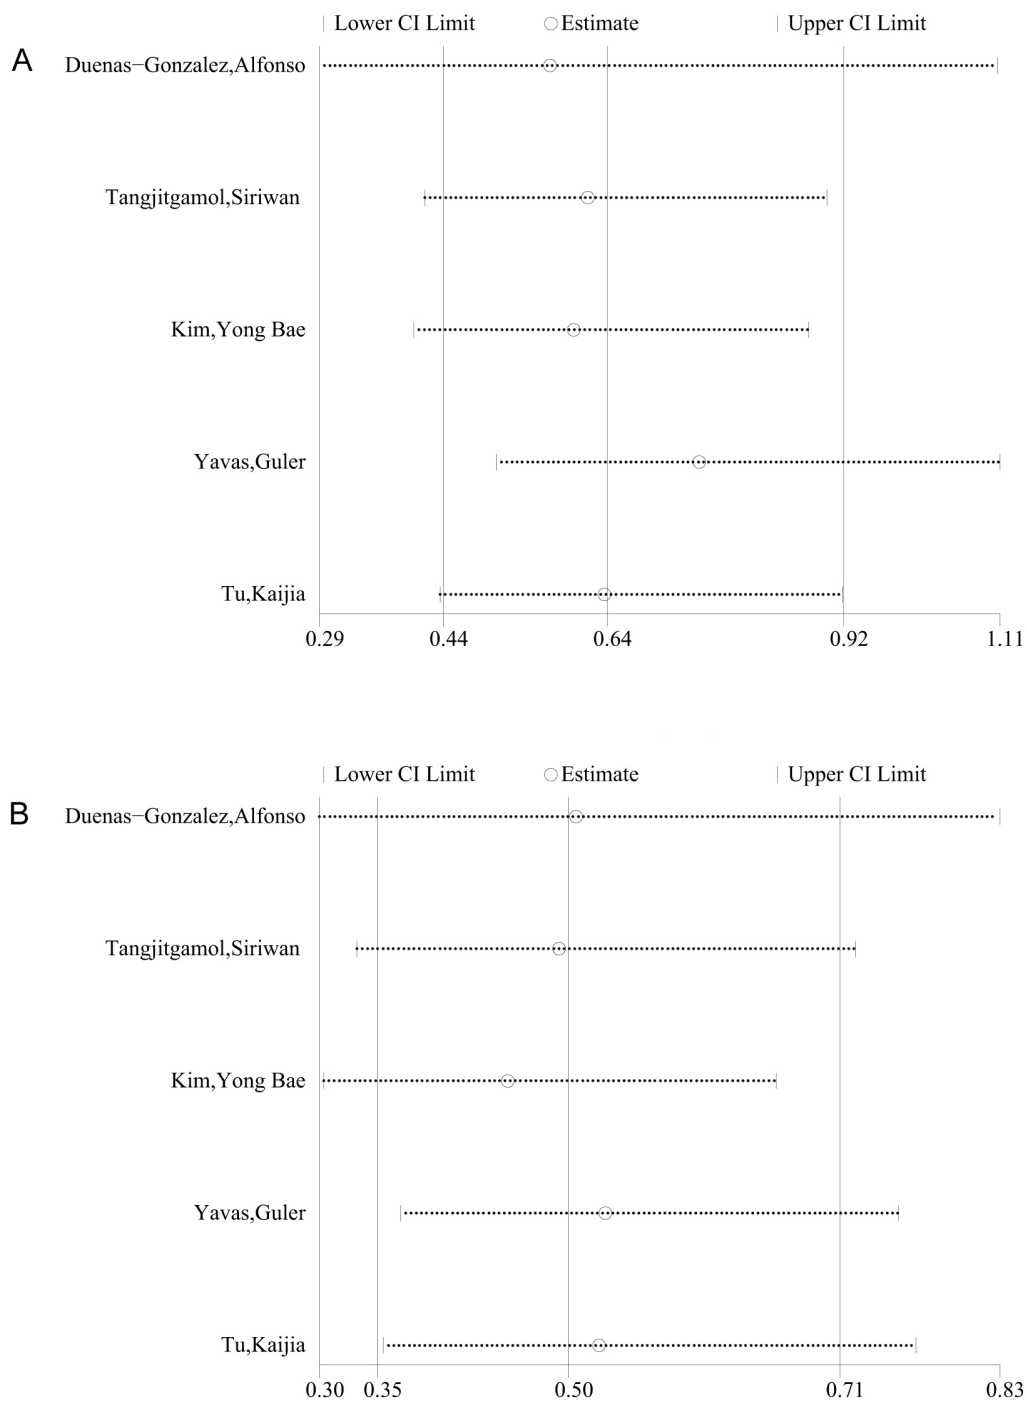 Lower CI Limit Estimate Upper CI Limit
A
Duenas−Gonzalez,Alfonso
Tangjitgamol,Siriwan
Kim,Yong Bae
Yavas,Guler
Tu,Kaijia
0.29 0.44 0.64 0.92 1.11
Lower CI Limit Estimate Upper CI Limit
B
Duenas−Gonzalez,Alfonso
Tangjitgamol,Siriwan
Kim,Yong Bae
Yavas,Guler
Tu,Kaijia
0.30 0.35 0.50 0.71 0.83